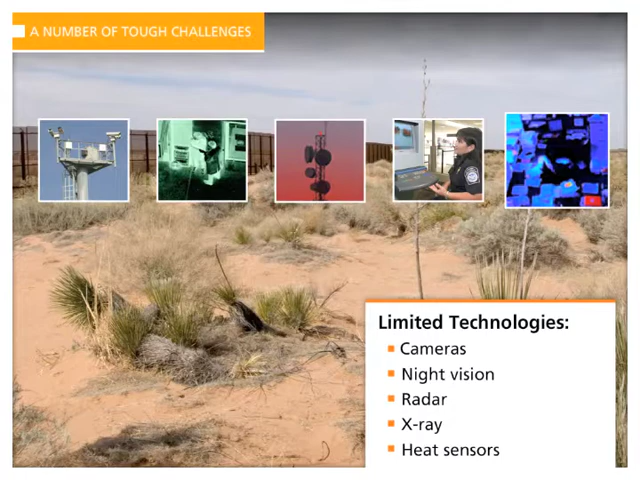 A NUMBER OF TOUGH CHALLENGES
Limited Technologies:
Cameras
Night vision
Radar
X-ray
Heat sensors